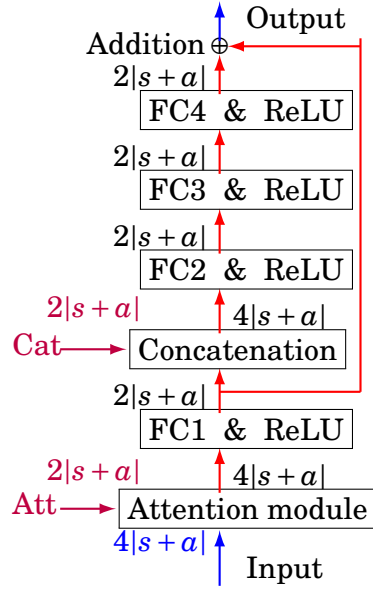 Output
Addition ⊕
2|s+a|
FC4 & ReLU
2|s+a|
FC3 & ReLU
2|s+a|
FC2 & ReLU
2|s+a| 4|s+a|
Cat Concatenation
2|s+a|
FC1 & ReLU
2|s+a| 4|s+a|
Att Attention module
4|s+a|
Input